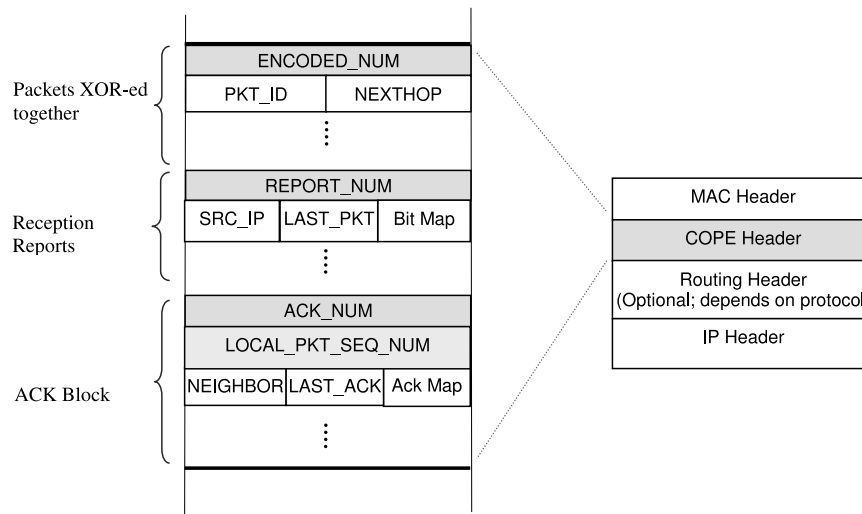 Packets XOR-ed
together
ENCODED_NUM
PKT_ID NEXTHOP
Reception
Reports
REPORT_NUM
SRC_IP LAST_PKT Bit Map
ACK Block
ACK_NUM
LOCAL_PKT_SEQ_NUM
NEIGHBOR LAST_ACK Ack Map
MAC Header
COPE Header
Routing Header
(Optional; depends on protocol
IP Header